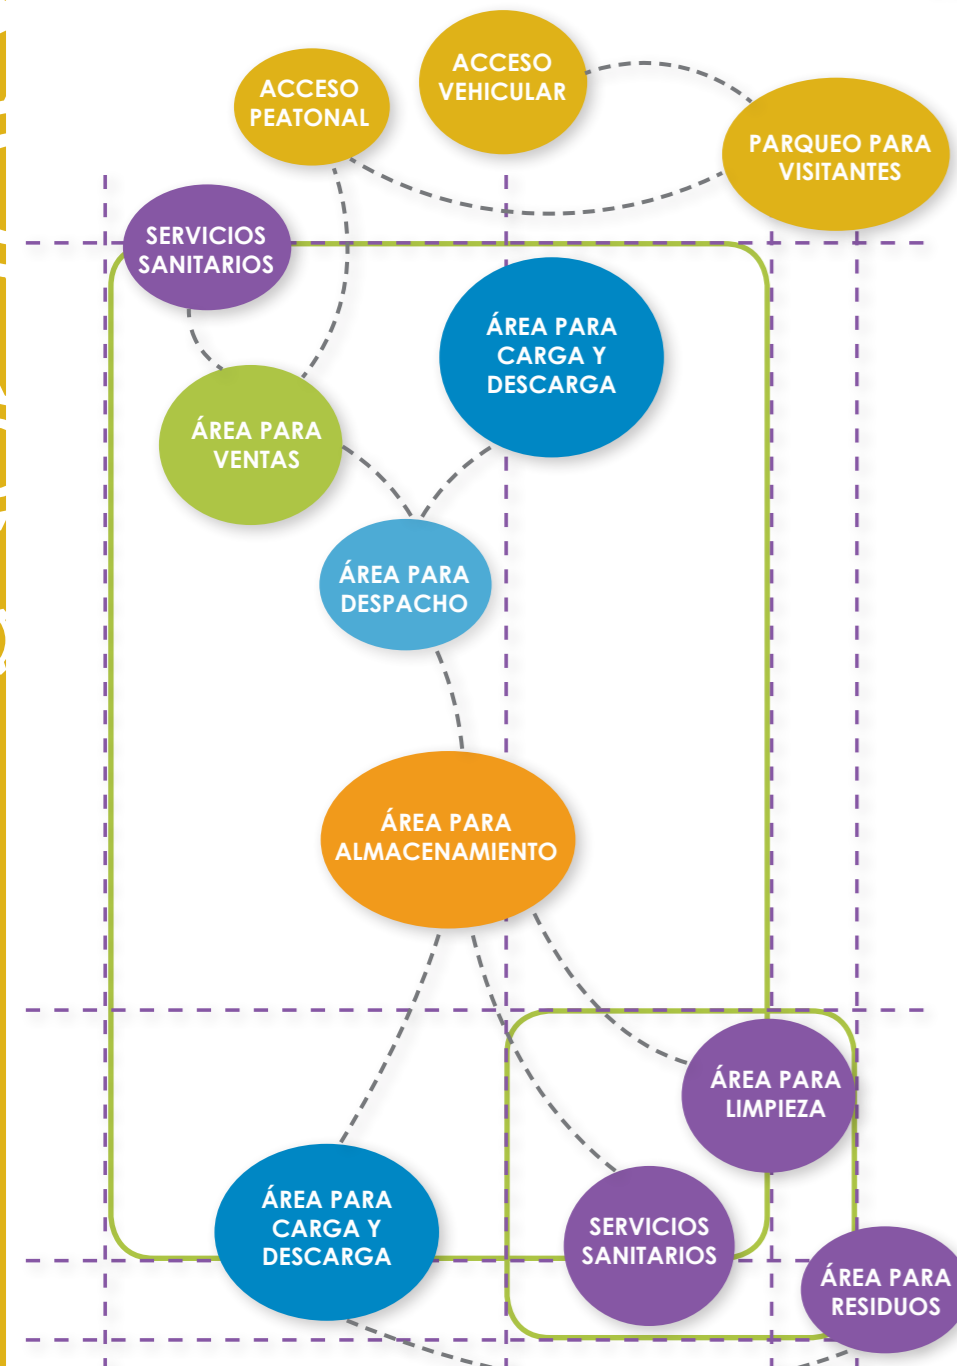 ACCESO
PEATONAL
ACCESO
VEHICULAR
PARQUEO PARA
VISITANTES
SERVICIOS
SANITARIOS
ÁREA PARA
CARGA Y
DESCARGA
ÁREA PARA
VENTAS
ÁREA PARA
DESPACHO
ÁREA PARA
ALMACENAMIENTO
ÁREA PARA
LIMPIEZA
ÁREA PARA
CARGA Y
DESCARGA
SERVICIOS
SANITARIOS
ÁREA PARA
RESIDUOS